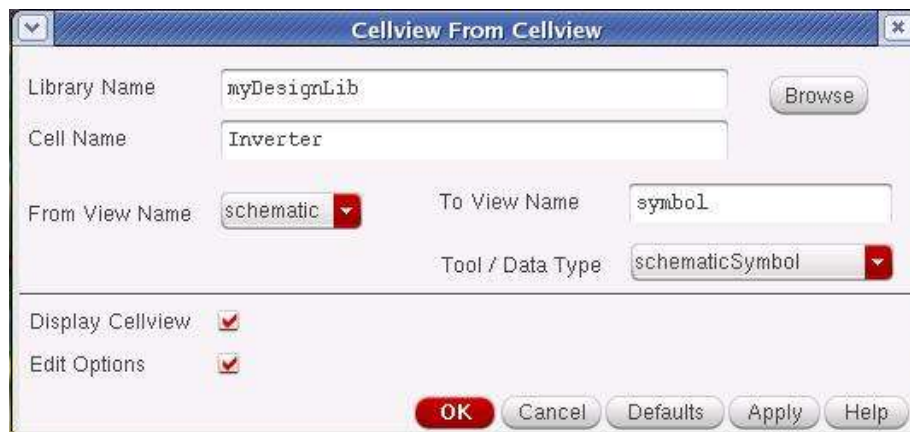 Cellview From Cellview
Library Name myDesignLib Browse
Cell Name Inverter
From View Name schematic To View Name symbol
Tool / Data Type schematicSymbol
Display Cellview
Edit Options
OK Cancel Defaults Apply Help